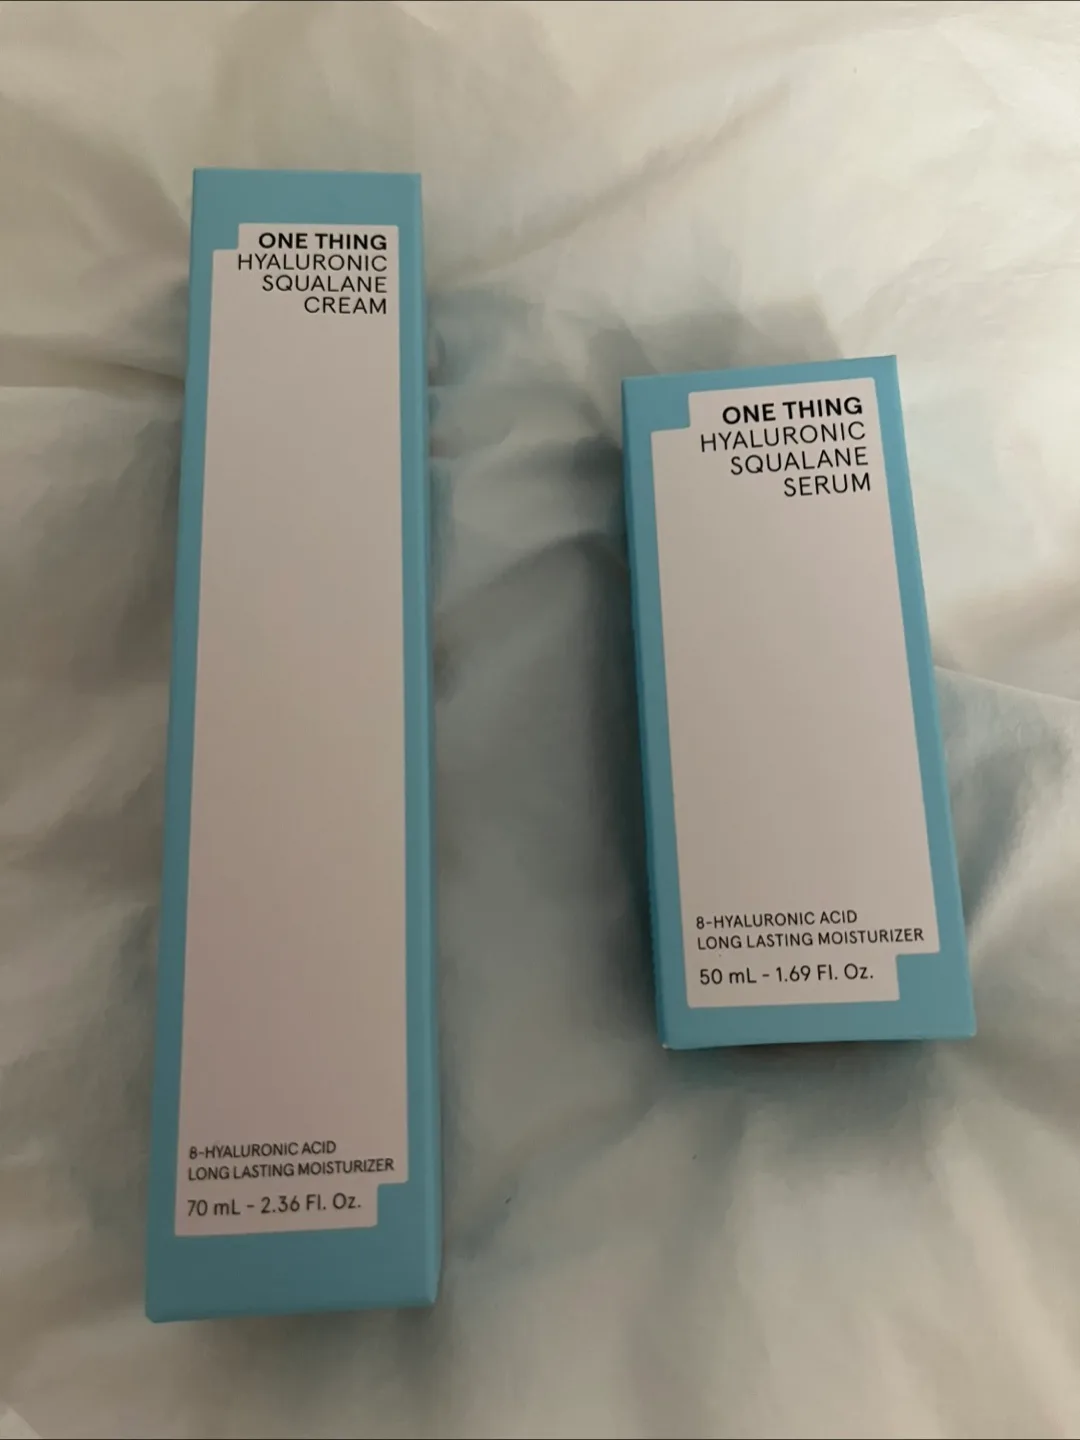 ONE THING
HYALURONIC
SQUALANE
CREAM
8-HYALURONIC ACID
LONG LASTING MOISTURIZER
70 mL - 2.36 Fl. Oz.
ONE THING
HYALURONIC
SQUALANE
SERUM
8-HYALURONIC ACID
LONG LASTING MOISTURIZER
50 mL - 1.69 Fl. Oz.